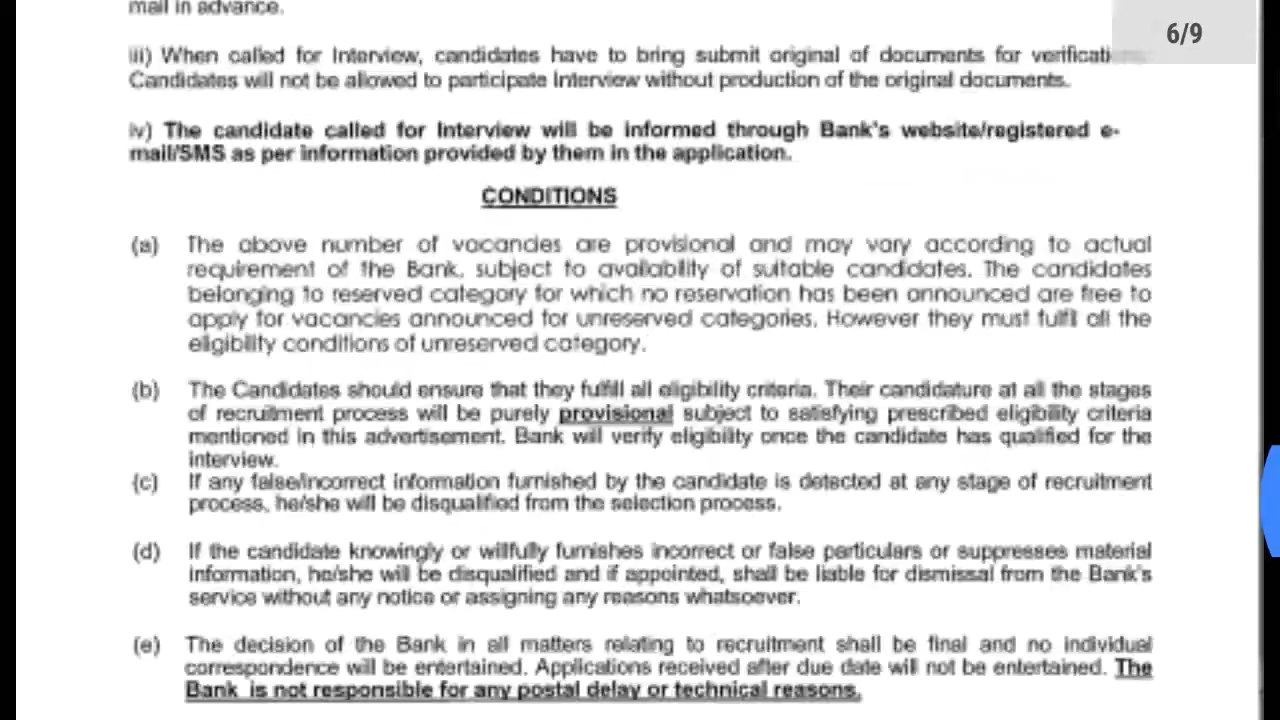 mail in advance.
6/9
iii) When called for Interview, candidates have to bring submit original of documents for
Candidates will not be allowed to participate Interview without production of the original documents.
iv) The candidate called for Interview will be informed through Bank's website/registered e-
mail/SMS as per information provided by them in the application.
CONDITIONS
(a) The above number of vacancies are provisional and may vary according to actual
requirement of the Bank, subject to availability of suitable candidates. The candidates
belonging to reserved category for which no reservation has been announced are free to
apply for vacancies announced for unreserved categories. However they must fulfil all the
eligibility conditions of unreserved category.
(b) The Candidates should ensure that they fulfill all eligibility criteria. Their candidature at all the stages
of recruitment process will be purely provisional subject to satisfying prescribed eligibility criteria
mentioned in this advertisement. Bank will verify eligibility once the candidate has qualified for the
interview.
(c) If any false/incorrect information furnished by the candidate is detected at any stage of recruitment
process, he/she will be disqualified from the selection process.
(d) If the candidate knowingly or willfully furnishes incorrect or false particulars or suppresses material
information, he/she will be disqualified and if appointed, shall be liable for dismissal from the Bank's
service without any notice or assigning any reasons whatsoever.
(e) The decision of the Bank in all matters relating to recruitment shall be final and no individual
correspondence will be entertained. Applications received after due date will not be entertained. The
Bank is not responsible for any postal delay or technical reasons.